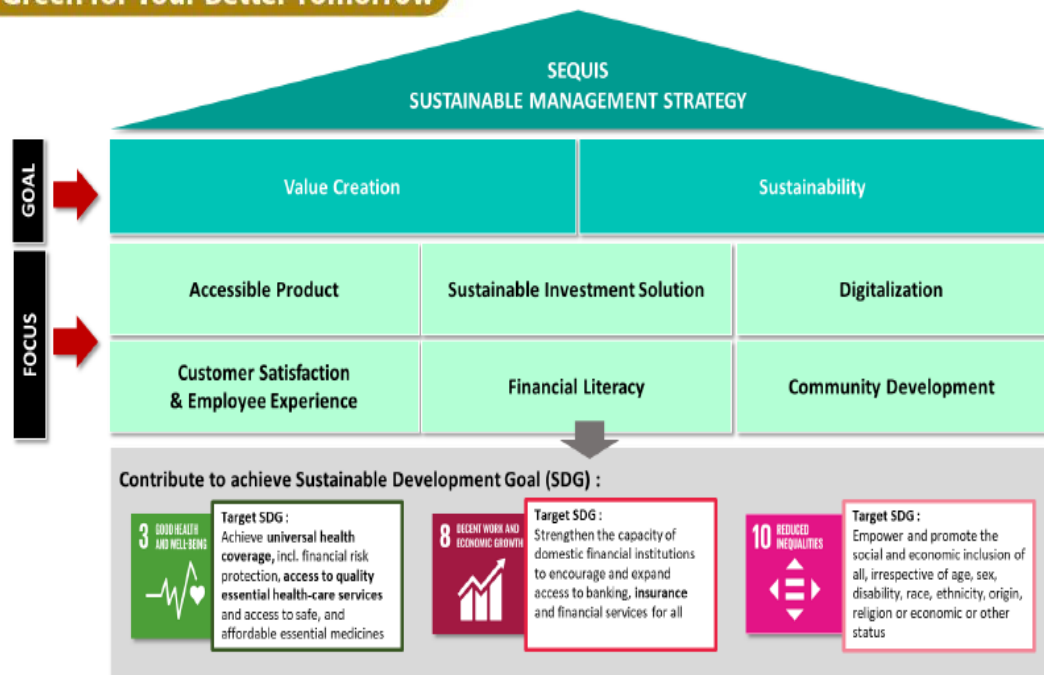 Green for Your Better Tomorrow
SEQUIS
SUSTAINABLE MANAGEMENT STRATEGY
GOAL
Value Creation
Sustainability
FOCUS
Accessible Product
Sustainable Investment Solution
Digitalization
Customer Satisfaction
& Employee Experience
Financial Literacy
Community Development
Contribute to achieve Sustainable Development Goal (SDG) :
3 GOOD HEALTH
AND WELL-BEING
Target SDG :
Achieve universal health
coverage, incl. financial risk
protection, access to quality
essential health-care services
and access to safe, and
affordable essential medicines
8 DECENT WORK AND
ECONOMIC GROWTH
Target SDG :
Strengthen the capacity of
domestic financial institutions
to encourage and expand
access to banking, insurance
and financial services for all
10 REDUCED
INEQUALITIES
Target SDG :
Empower and promote the
social and economic inclusion of
all, irrespective of age, sex,
disability, race, ethnicity, origin,
religion or economic or other
status